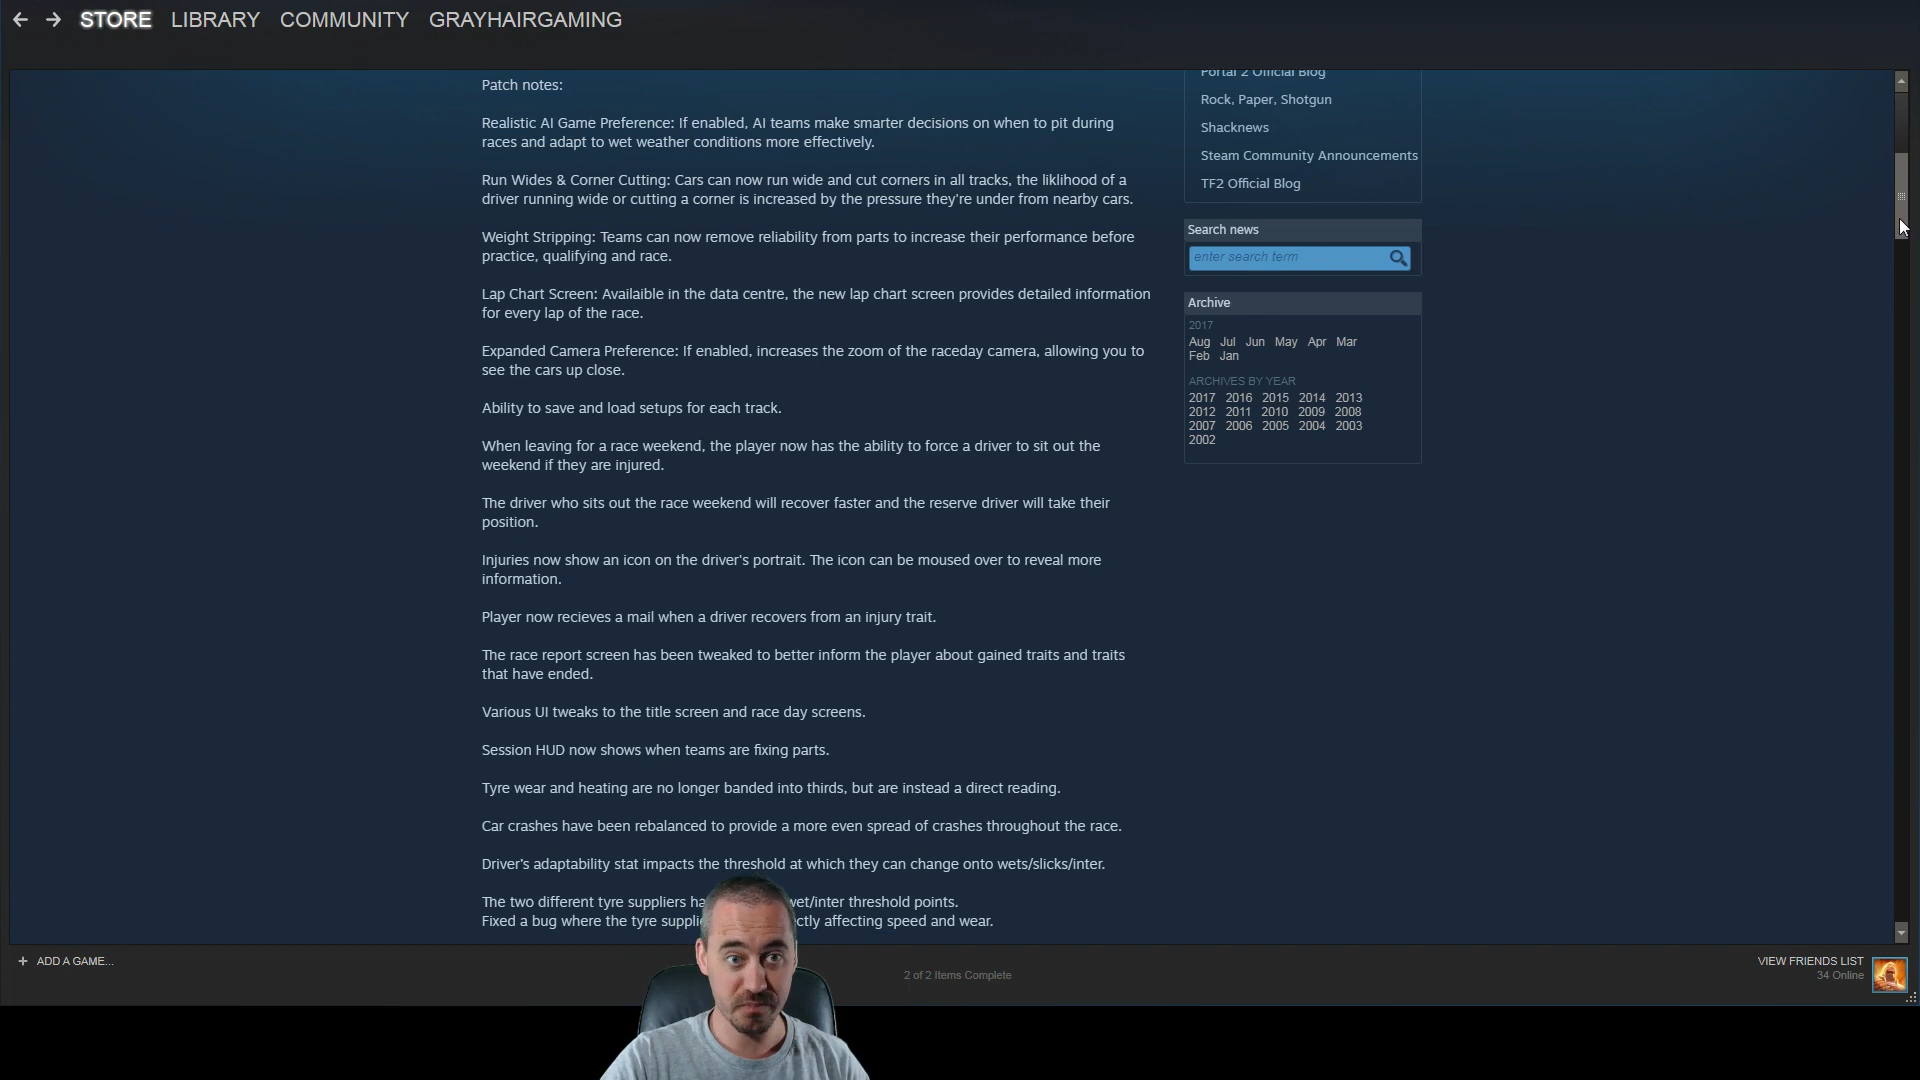 STORE LIBRARY COMMUNITY GRAYHAIRGAMING
Patch notes:
Realistic AI Game Preference: If enabled, AI teams make smarter decisions on when to pit during
races and adapt to wet weather conditions more effectively.
Run Wides & Corner Cutting: Cars can now run wide and cut corners in all tracks, the liklihood of a
driver running wide or cutting a corner is increased by the pressure they're under from nearby cars.
Weight Stripping: Teams can now remove reliability from parts to increase their performance before
practice, qualifying and race.
Lap Chart Screen: Availaible in the data centre, the new lap chart screen provides detailed information
for every lap of the race.
Expanded Camera Preference: If enabled, increases the zoom of the raceday camera, allowing you to
see the cars up close.
Ability to save and load setups for each track.
When leaving for a race weekend, the player now has the ability to force a driver to sit out the
weekend if they are injured.
The driver who sits out the race weekend will recover faster and the reserve driver will take their
position.
Injuries now show an icon on the driver's portrait. The icon can be moused over to reveal more
information.
Player now recieves a mail when a driver recovers from an injury trait.
The race report screen has been tweaked to better inform the player about gained traits and traits
that have ended.
Various UI tweaks to the title screen and race day screens.
Session HUD now shows when teams are fixing parts.
Tyre wear and heating are no longer banded into thirds, but are instead a direct reading.
Car crashes have been rebalanced to provide a more even spread of crashes throughout the race.
Driver's adaptability stat impacts the threshold at which they can change onto wets/slicks/inter.
The two different tyre suppliers wet/inter threshold points.
Fixed a bug where the tyre affecting speed and wear.
Portal 2 Official Blog
Rock, Paper, Shotgun
Shacknews
Steam Community Announcements
TF2 Official Blog
Search news
enter search term
Archive
2017
Aug Jul Jun May Apr Mar
Feb Jan
ARCHIVES BY YEAR
2017 2016 2015 2014 2013
2012 2011 2010 2009 2008
2007 2006 2005 2004 2003
2002
+ ADD A GAME...
2 of 2 Items Complete
VIEW FRIENDS LIST
34 Online